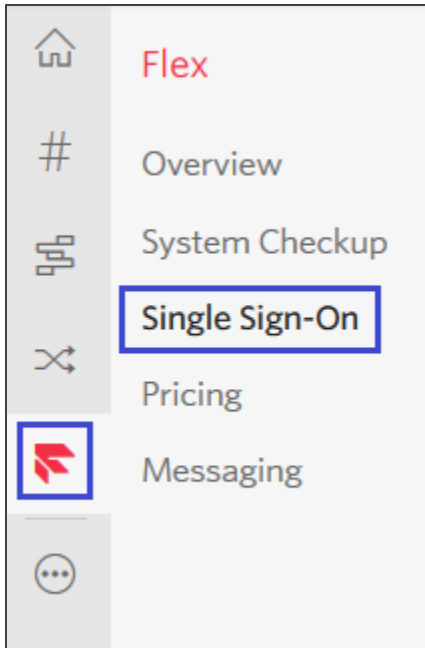 Flex
Overview
System Checkup
Single Sign-On
Pricing
Messaging